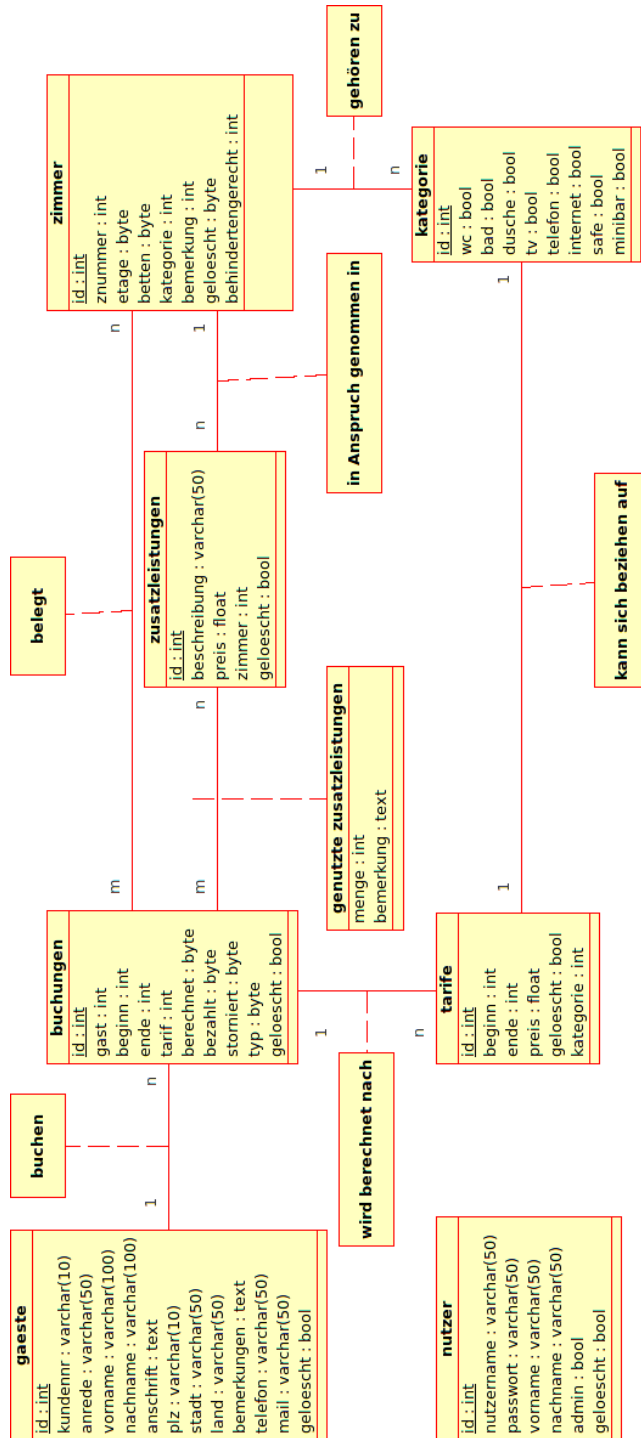 gaeste
id : int
kundennr : varchar(10)
anrede : varchar(50)
vorname : varchar(100)
nachname : varchar(100)
anschrift : text
plz : varchar(10)
stadt : varchar(50)
land : varchar(50)
bemerkungen : text
telefon : varchar(50)
mail : varchar(50)
geloescht : bool
1
buchen
n
buchungen
id : int
gast : int
beginn : int
ende : int
tarif : int
berechnet : byte
bezahlt : byte
storniert : byte
typ : byte
geloescht : bool
m
belegt
n
m
n
zusatzleistungen
id : int
beschreibung : varchar(50)
preis : float
zimmer : int
geloescht : bool
n
1
zimmer
id : int
znummer : int
etage : byte
betten : byte
kategorie : int
bemerkung : int
geloescht : byte
behindertengerecht : int
1
wird berechnet nach
n
genutzte zusatzleistungen
menge : int
bemerkung : text
in Anspruch genommen in
1
gehören zu
n
nutzer
id : int
nutzername : varchar(50)
passwort : varchar(50)
vorname : varchar(50)
nachname : varchar(50)
admin : bool
geloescht : bool
tarife
id : int
beginn : int
ende : int
preis : float
geloescht : bool
kategorie : int
1
kann sich beziehen auf
1
kategorie
id : int
wc : bool
bad : bool
dusche : bool
tv : bool
telefon : bool
internet : bool
safe : bool
minibar : bool